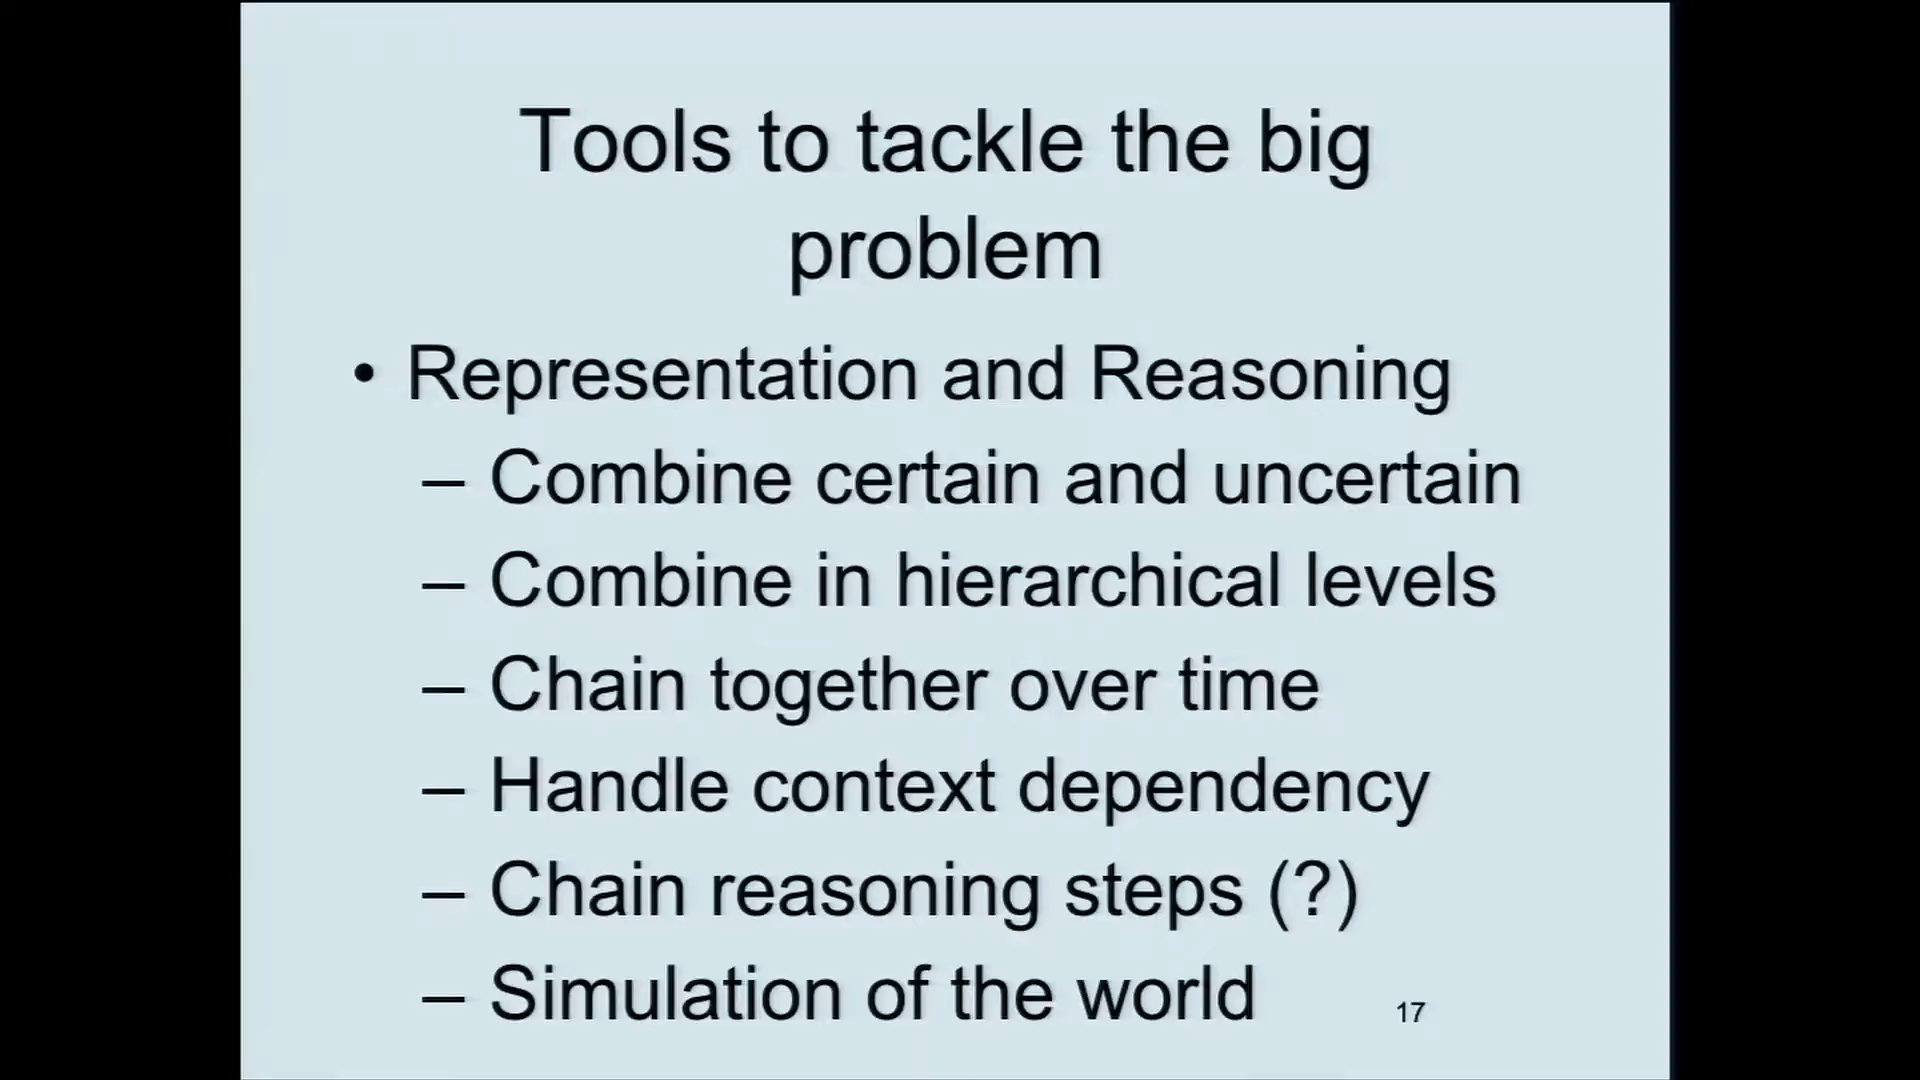 Tools to tackle the big
problem
• Representation and Reasoning
– Combine certain and uncertain
– Combine in hierarchical levels
– Chain together over time
– Handle context dependency
– Chain reasoning steps (?)
– Simulation of the world
17